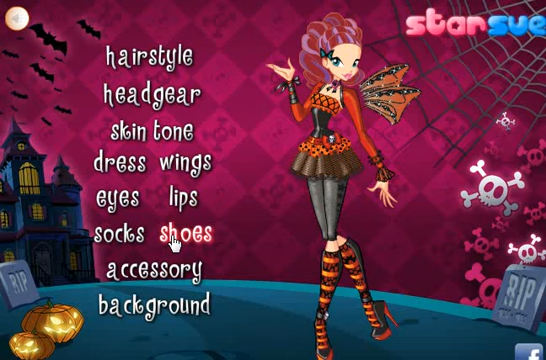 starsue
hairstyle
headgear
skin tone
dress wings
eyes lips
socks shoes
accessory
background
RIP
RIP
f